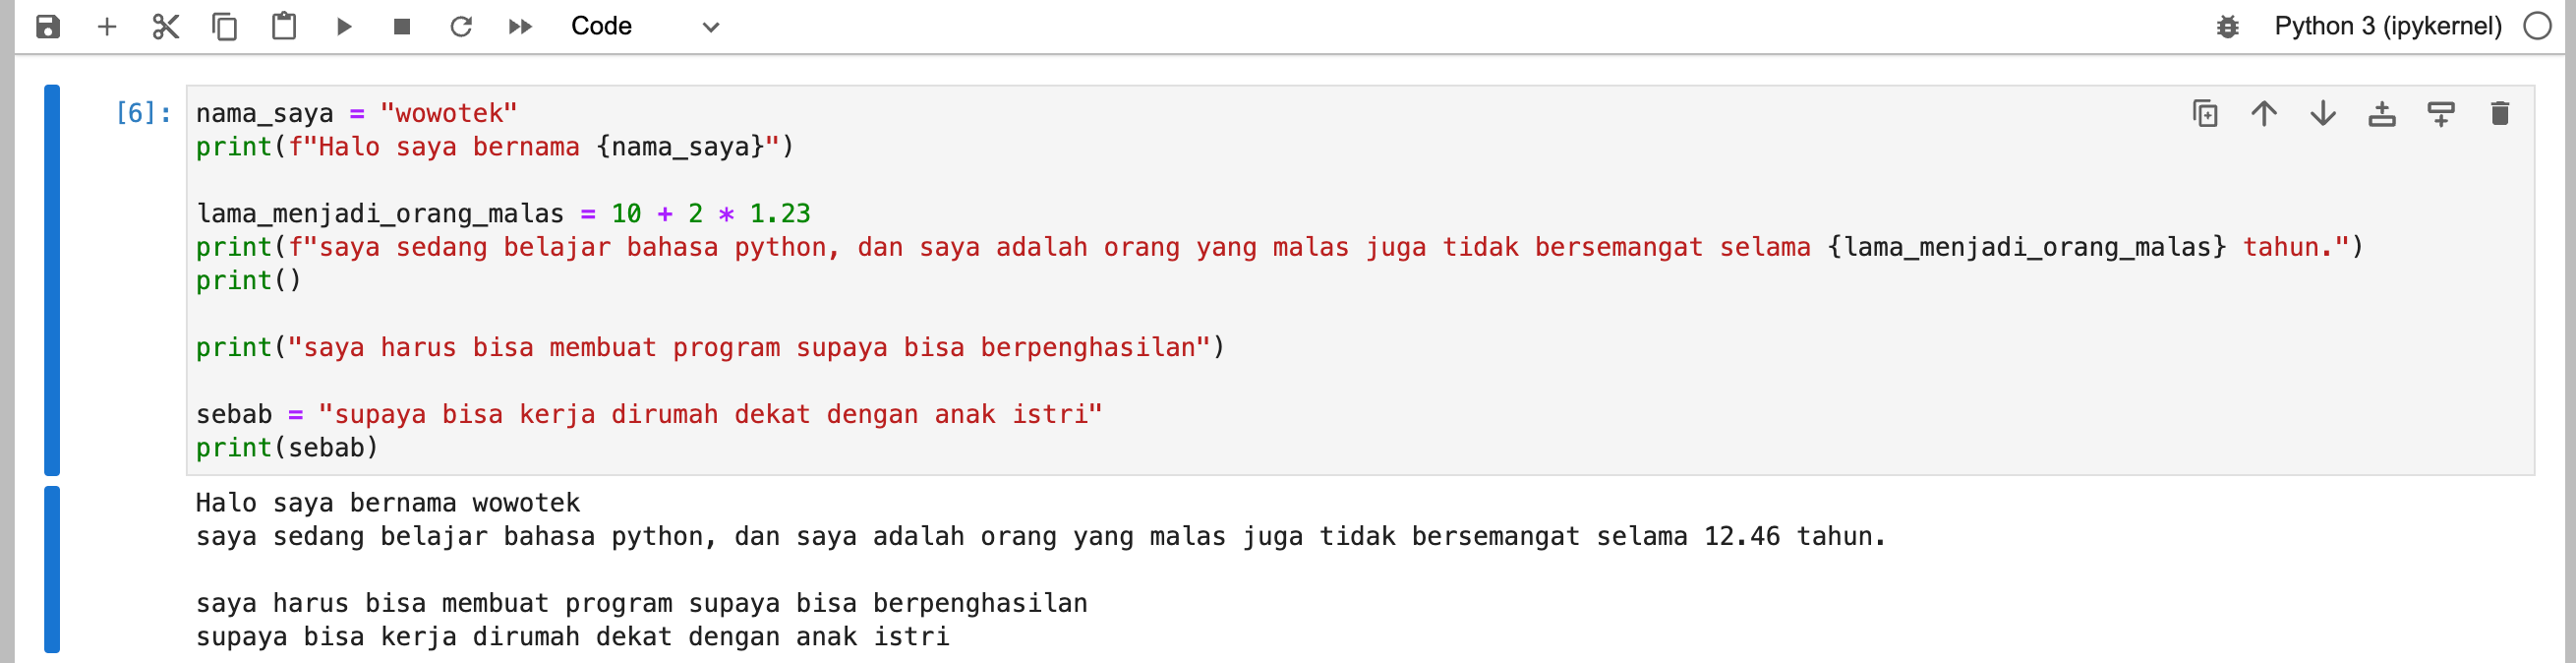 Code
Python 3 (ipykernel)
[6]:
nama_saya = "wowotek"
print(f"Halo saya bernama {nama_saya}")
lama_menjadi_orang_malas = 10 + 2 * 1.23
print(f"saya sedang belajar bahasa python, dan saya adalah orang yang malas juga tidak bersemangat selama {lama_menjadi_orang_malas} tahun.")
print()
print("saya harus bisa membuat program supaya bisa berpenghasilan")
sebab = "supaya bisa kerja dirumah dekat dengan anak istri"
print(sebab)
Halo saya bernama wowotek
saya sedang belajar bahasa python, dan saya adalah orang yang malas juga tidak bersemangat selama 12.46 tahun.
saya harus bisa membuat program supaya bisa berpenghasilan
supaya bisa kerja dirumah dekat dengan anak istri